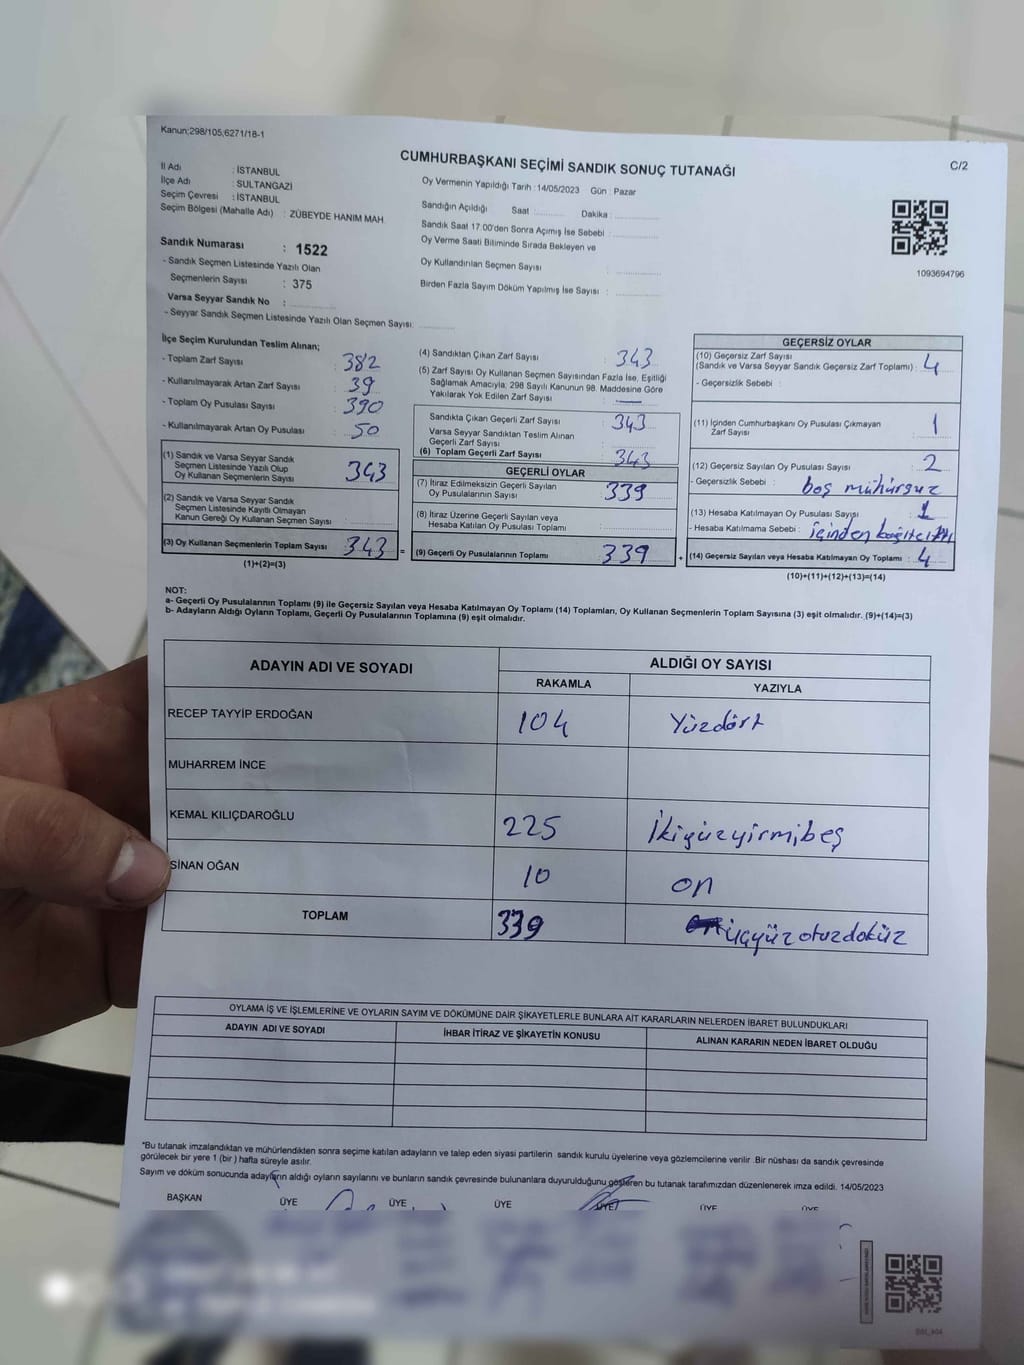 Kanun;298/105,6271/18-1
CUMHURBAŞKANI SEÇİMİ SANDIK SONUÇ TUTANAĞI
C/2
İl Adı : İSTANBUL
İlçe Adı : SULTANGAZİ
Seçim Çevresi : İSTANBUL
Seçim Bölgesi (Mahalle Adı) : ZÜBEYDE HANIM MAH.
Sandık Numarası : 1522
- Sandık Seçmen Listesinde Yazılı Olan
Seçmenlerin Sayısı : 375
Varsa Seyyar Sandık No :
- Seyyar Sandık Seçmen Listesinde Yazılı Olan Seçmen Sayısı:
Oy Vermenin Yapıldığı Tarih :14/05/2023 Gün : Pazar
Sandığın Açıldığı Saat Dakika :
Sandık Saat 17.00'den Sonra Açılmış İse Sebebi :
Oy Verme Saati Bitiminde Sırada Bekleyen ve
Oy Kullandırılan Seçmen Sayısı :
Birden Fazla Sayım Döküm Yapılmış İse Sayısı :
1093694796
İlçe Seçim Kurulundan Teslim Alınan;
- Toplam Zarf Sayısı : 382
- Kullanılmayarak Artan Zarf Sayısı : 39
- Toplam Oy Pusulası Sayısı : 390
- Kullanılmayarak Artan Oy Pusulası : 50
(1) Sandık ve Varsa Seyyar Sandık
Seçmen Listesinde Yazılı Olup
Oy Kullanan Seçmenlerin Sayısı : 343
(2) Sandık ve Varsa Seyyar Sandık
Seçmen Listesinde Kayıtlı Olmayan
Kanun Gereği Oy Kullanan Seçmen Sayısı :
(3) Oy Kullanan Seçmenlerin Toplam Sayısı : 343 =
(1)+(2)=(3)
(4) Sandıktan Çıkan Zarf Sayısı : 343
(5) Zarf Sayısı Oy Kullanan Seçmen Sayısından Fazla İse, Eşitliği
Sağlamak Amacıyla, 298 Sayılı Kanunun 98. Maddesine Göre
Yakılarak Yok Edilen Zarf Sayısı : —
Sandıkta Çıkan Geçerli Zarf Sayısı : 343
Varsa Seyyar Sandıktan Teslim Alınan
Geçerli Zarf Sayısı :
(6) Toplam Geçerli Zarf Sayısı : 343
GEÇERLİ OYLAR
(7) İtiraz Edilmeksizin Geçerli Sayılan
Oy Pusulalarının Sayısı : 339
(8) İtiraz Üzerine Geçerli Sayılan veya
Hesaba Katılan Oy Pusulası Toplamı :
(9) Geçerli Oy Pusulalarının Toplamı : 339 +
GEÇERSİZ OYLAR
(10) Geçersiz Zarf Sayısı
(Sandık ve Varsa Seyyar Sandık Geçersiz Zarf Toplamı) : 4
- Geçersizlik Sebebi :
(11) İçinden Cumhurbaşkanı Oy Pusulası Çıkmayan
Zarf Sayısı : 1
(12) Geçersiz Sayılan Oy Pusulası Sayısı : 2
- Geçersizlik Sebebi : boş mühürsüz
(13) Hesaba Katılmayan Oy Pusulası Sayısı : 1
- Hesaba Katılmama Sebebi : içinden
(14) Geçersiz Sayılan veya Hesaba Katılmayan Oy Toplamı : 4
(10)+(11)+(12)+(13)=(14)
NOT:
a- Geçerli Oy Pusulalarının Toplamı (9) ile Geçersiz Sayılan veya Hesaba Katılmayan Oy Toplamı (14) Toplamları, Oy Kullanan Seçmenlerin Toplam Sayısına (3) eşit olmalıdır. (9)+(14)=(3)
b- Adayların Aldığı Oyların Toplamı, Geçerli Oy Pusulalarının Toplamına (9) eşit olmalıdır.
ADAYIN ADI VE SOYADI ALDIĞI OY SAYISI
RAKAMLA YAZIYLA
RECEP TAYYİP ERDOĞAN 104 Yüzdört
MUHARREM İNCE
KEMAL KILIÇDAROĞLU 225 İkiyüzyirmibeş
SİNAN OĞAN 10 on
TOPLAM 339 üçyüzotuzdokuz
OYLAMA İŞ VE İŞLEMLERİNE VE OYLARIN SAYIM VE DÖKÜMÜNE DAİR ŞİKAYETLERLE BUNLARA AİT KARARLARIN NELERDEN İBARET BULUNDUKLARI
ADAYIN ADI VE SOYADI İHBAR İTİRAZ VE ŞİKAYETİN KONUSU ALINAN KARARIN NEDEN İBARET OLDUĞU
*Bu tutanak imzalandıktan ve mühürlendikten sonra seçime katılan adayların ve talep eden siyasi partilerin sandık kurulu üyelerine veya gözlemcilerine verilir .Bir nüshası da sandık çevresinde
görülecek bir yere 1 (bir ) hafta süreyle asılır.
Sayım ve döküm sonucunda adayların aldığı oyların sayılarını ve bunların sandık çevresinde bulunanlara duyurulduğunu gösteren bu tutanak tarafımızdan düzenlenerek imza edildi. 14/05/2023
BAŞKAN ÜYE ÜYE ÜYE ÜYE ÜYE ÜYE